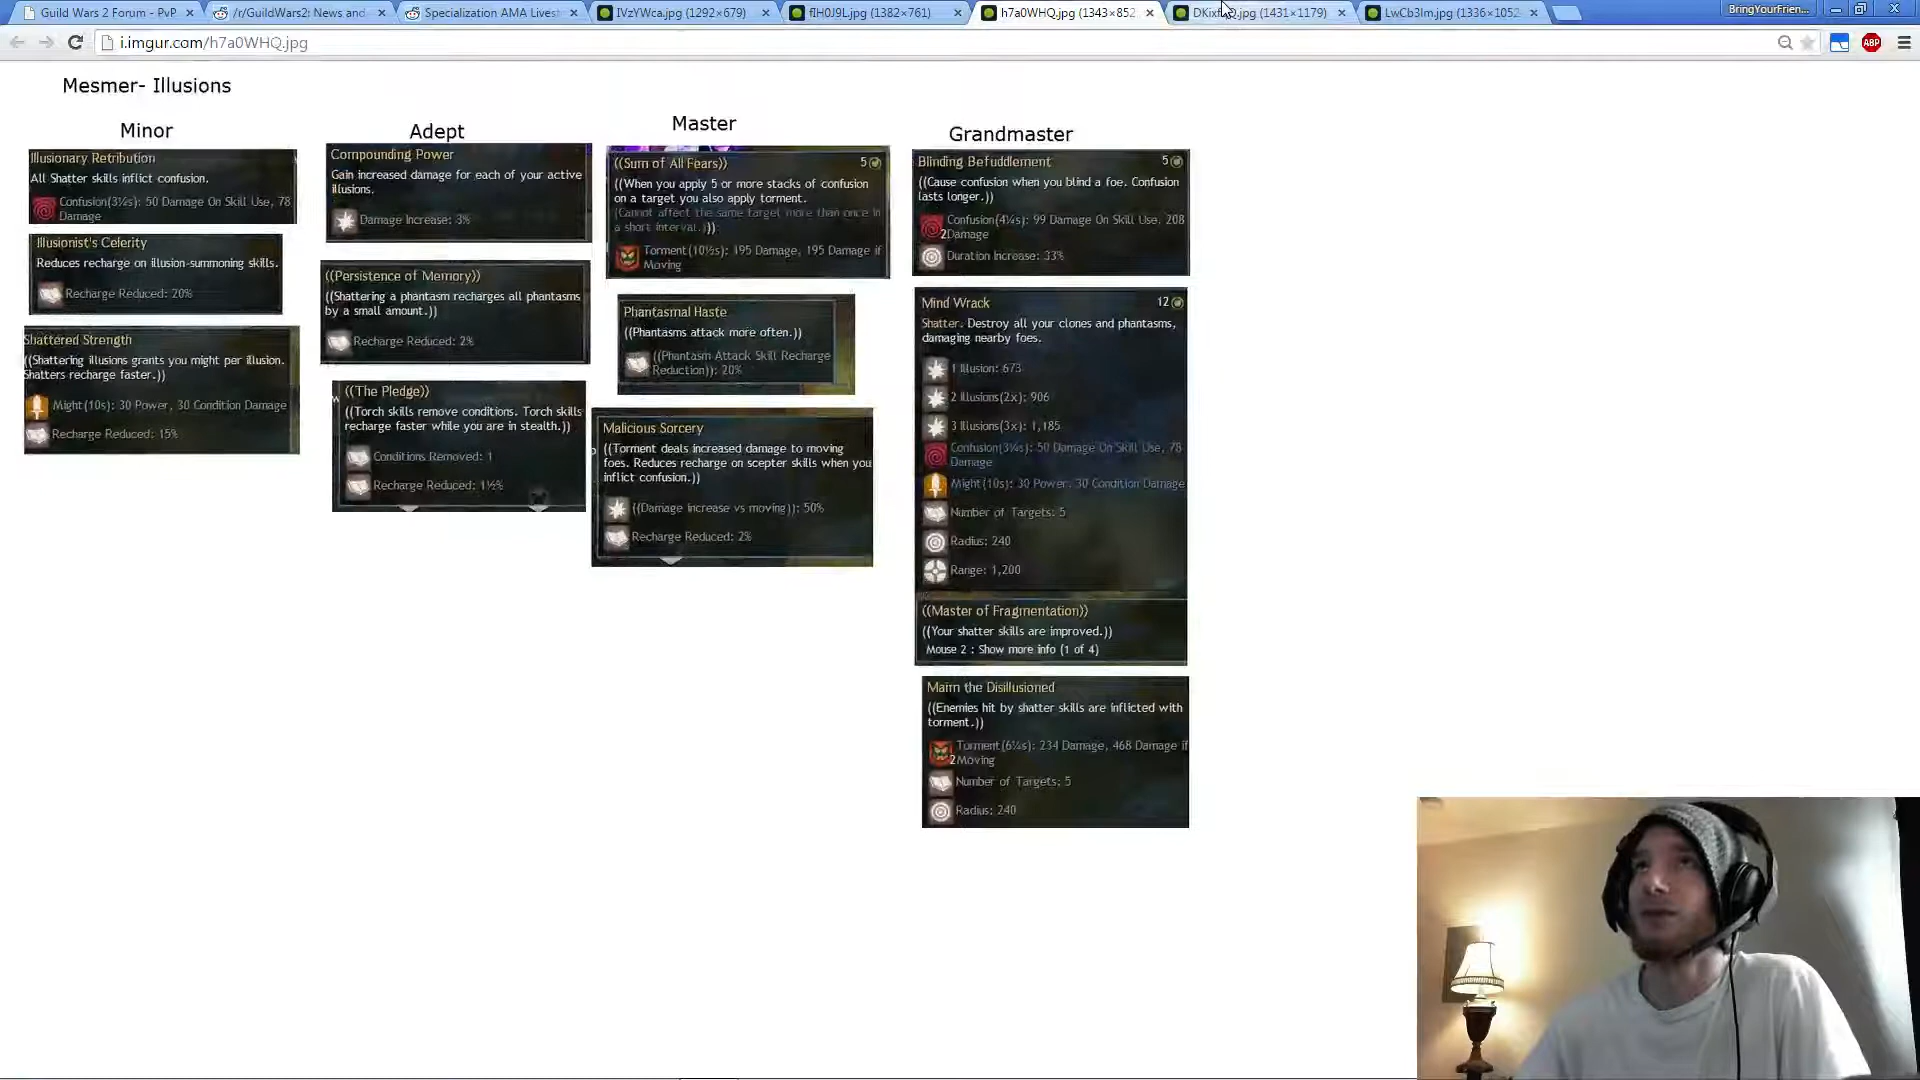 Guild Wars 2 Forum - PvP
/r/GuildWars2: News and
Specialization AMA Lives
IVzYWca.jpg (1292×679)
flH0J9L.jpg (1382×761)
h7a0WHQ.jpg (1343×852
.jpg (1431×1179)
LwCb3Im.jpg (1336×1052
BringYourFrien...
i.imgur.com/h7a0WHQ.jpg
ABP
Mesmer- Illusions
Minor
Illusionary Retribution
All Shatter skills inflict confusion.
Confusion(3½s): 50 Damage On Skill Use, 78
Damage
Illusionist's Celerity
Reduces recharge on illusion-summoning skills.
Recharge Reduced: 20%
Shattered Strength
((Shattering illusions grants you might per illusion.
Shatters recharge faster.))
Might(10s): 30 Power, 30 Condition Damage
Recharge Reduced: 15%
Adept
Compounding Power
Gain increased damage for each of your active
illusions.
Damage Increase: 3%
((Persistence of Memory))
((Shattering a phantasm recharges all phantasms
by a small amount.))
Recharge Reduced: 2%
((The Pledge))
((Torch skills remove conditions. Torch skills
recharge faster while you are in stealth.))
Conditions Removed: 1
Recharge Reduced: 1½%
Master
((Sum of All Fears)) 5
((When you apply 5 or more stacks of confusion
on a target you also apply torment.
(Cannot affect the same target more than once in
a short interval.))
Torment(10½s): 195 Damage, 195 Damage if
Moving
Phantasmal Haste
((Phantasms attack more often.))
((Phantasm Attack Skill Recharge
Reduction)): 20%
Malicious Sorcery
((Torment deals increased damage to moving
foes. Reduces recharge on scepter skills when you
inflict confusion.))
((Damage increase vs moving)): 50%
Recharge Reduced: 2%
Grandmaster
Blinding Befuddlement 5
((Cause confusion when you blind a foe. Confusion
lasts longer.))
Confusion(4¼s): 99 Damage On Skill Use, 208
2 Damage
Duration Increase: 33%
Mind Wrack 12
Shatter. Destroy all your clones and phantasms,
damaging nearby foes.
1 Illusion: 673
2 Illusions(2x): 906
3 Illusions(3x): 1,185
Confusion(3¼s): 50 Damage On Skill Use, 78
Damage
Might(10s): 30 Power, 30 Condition Damage
Number of Targets: 5
Radius: 240
Range: 1,200
((Master of Fragmentation))
((Your shatter skills are improved.))
Mouse 2 : Show more info (1 of 4)
Maim the Disillusioned
((Enemies hit by shatter skills are inflicted with
torment.))
Torment(6¼s): 234 Damage, 468 Damage if
2 Moving
Number of Targets: 5
Radius: 240